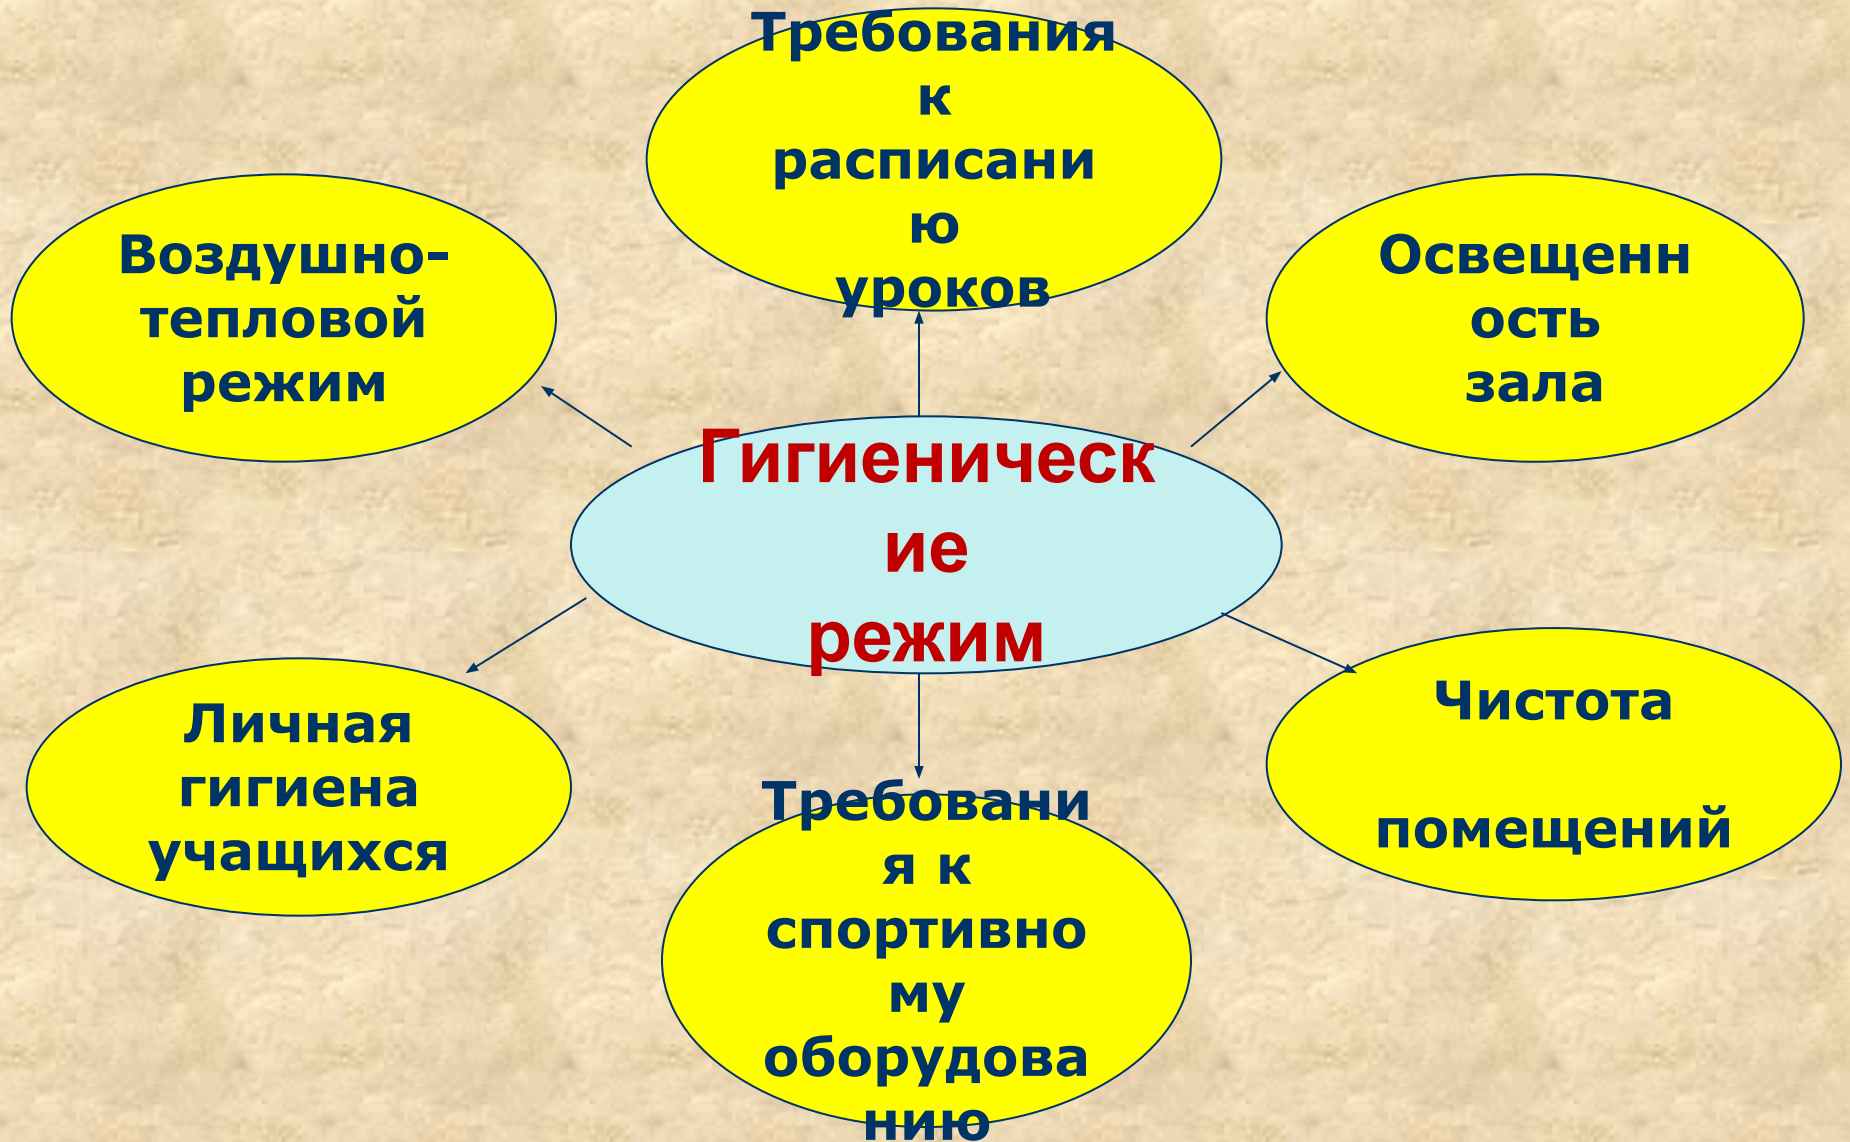 Требования
к
расписани
ю
уроков
Воздушно-
тепловой
режим
Освещенн
ость
зала
Гигиеническ
ие
режим
Личная
гигиена
учащихся
Чистота
помещений
Требовани
я к
спортивно
му
оборудова
нию